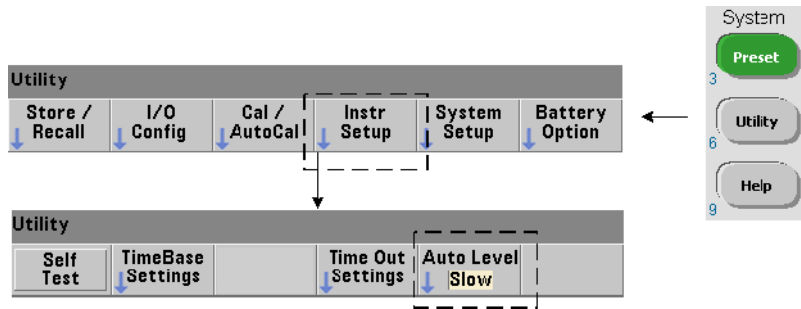 System
Preset
3
Utility
6
Help
9
Utility
Store /
Recall
I/O
Config
Cal /
AutoCal
Instr
Setup
System
Setup
Battery
Option
Utility
Self
Test
TimeBase
Settings
Time Out
Settings
Auto Level
Slow